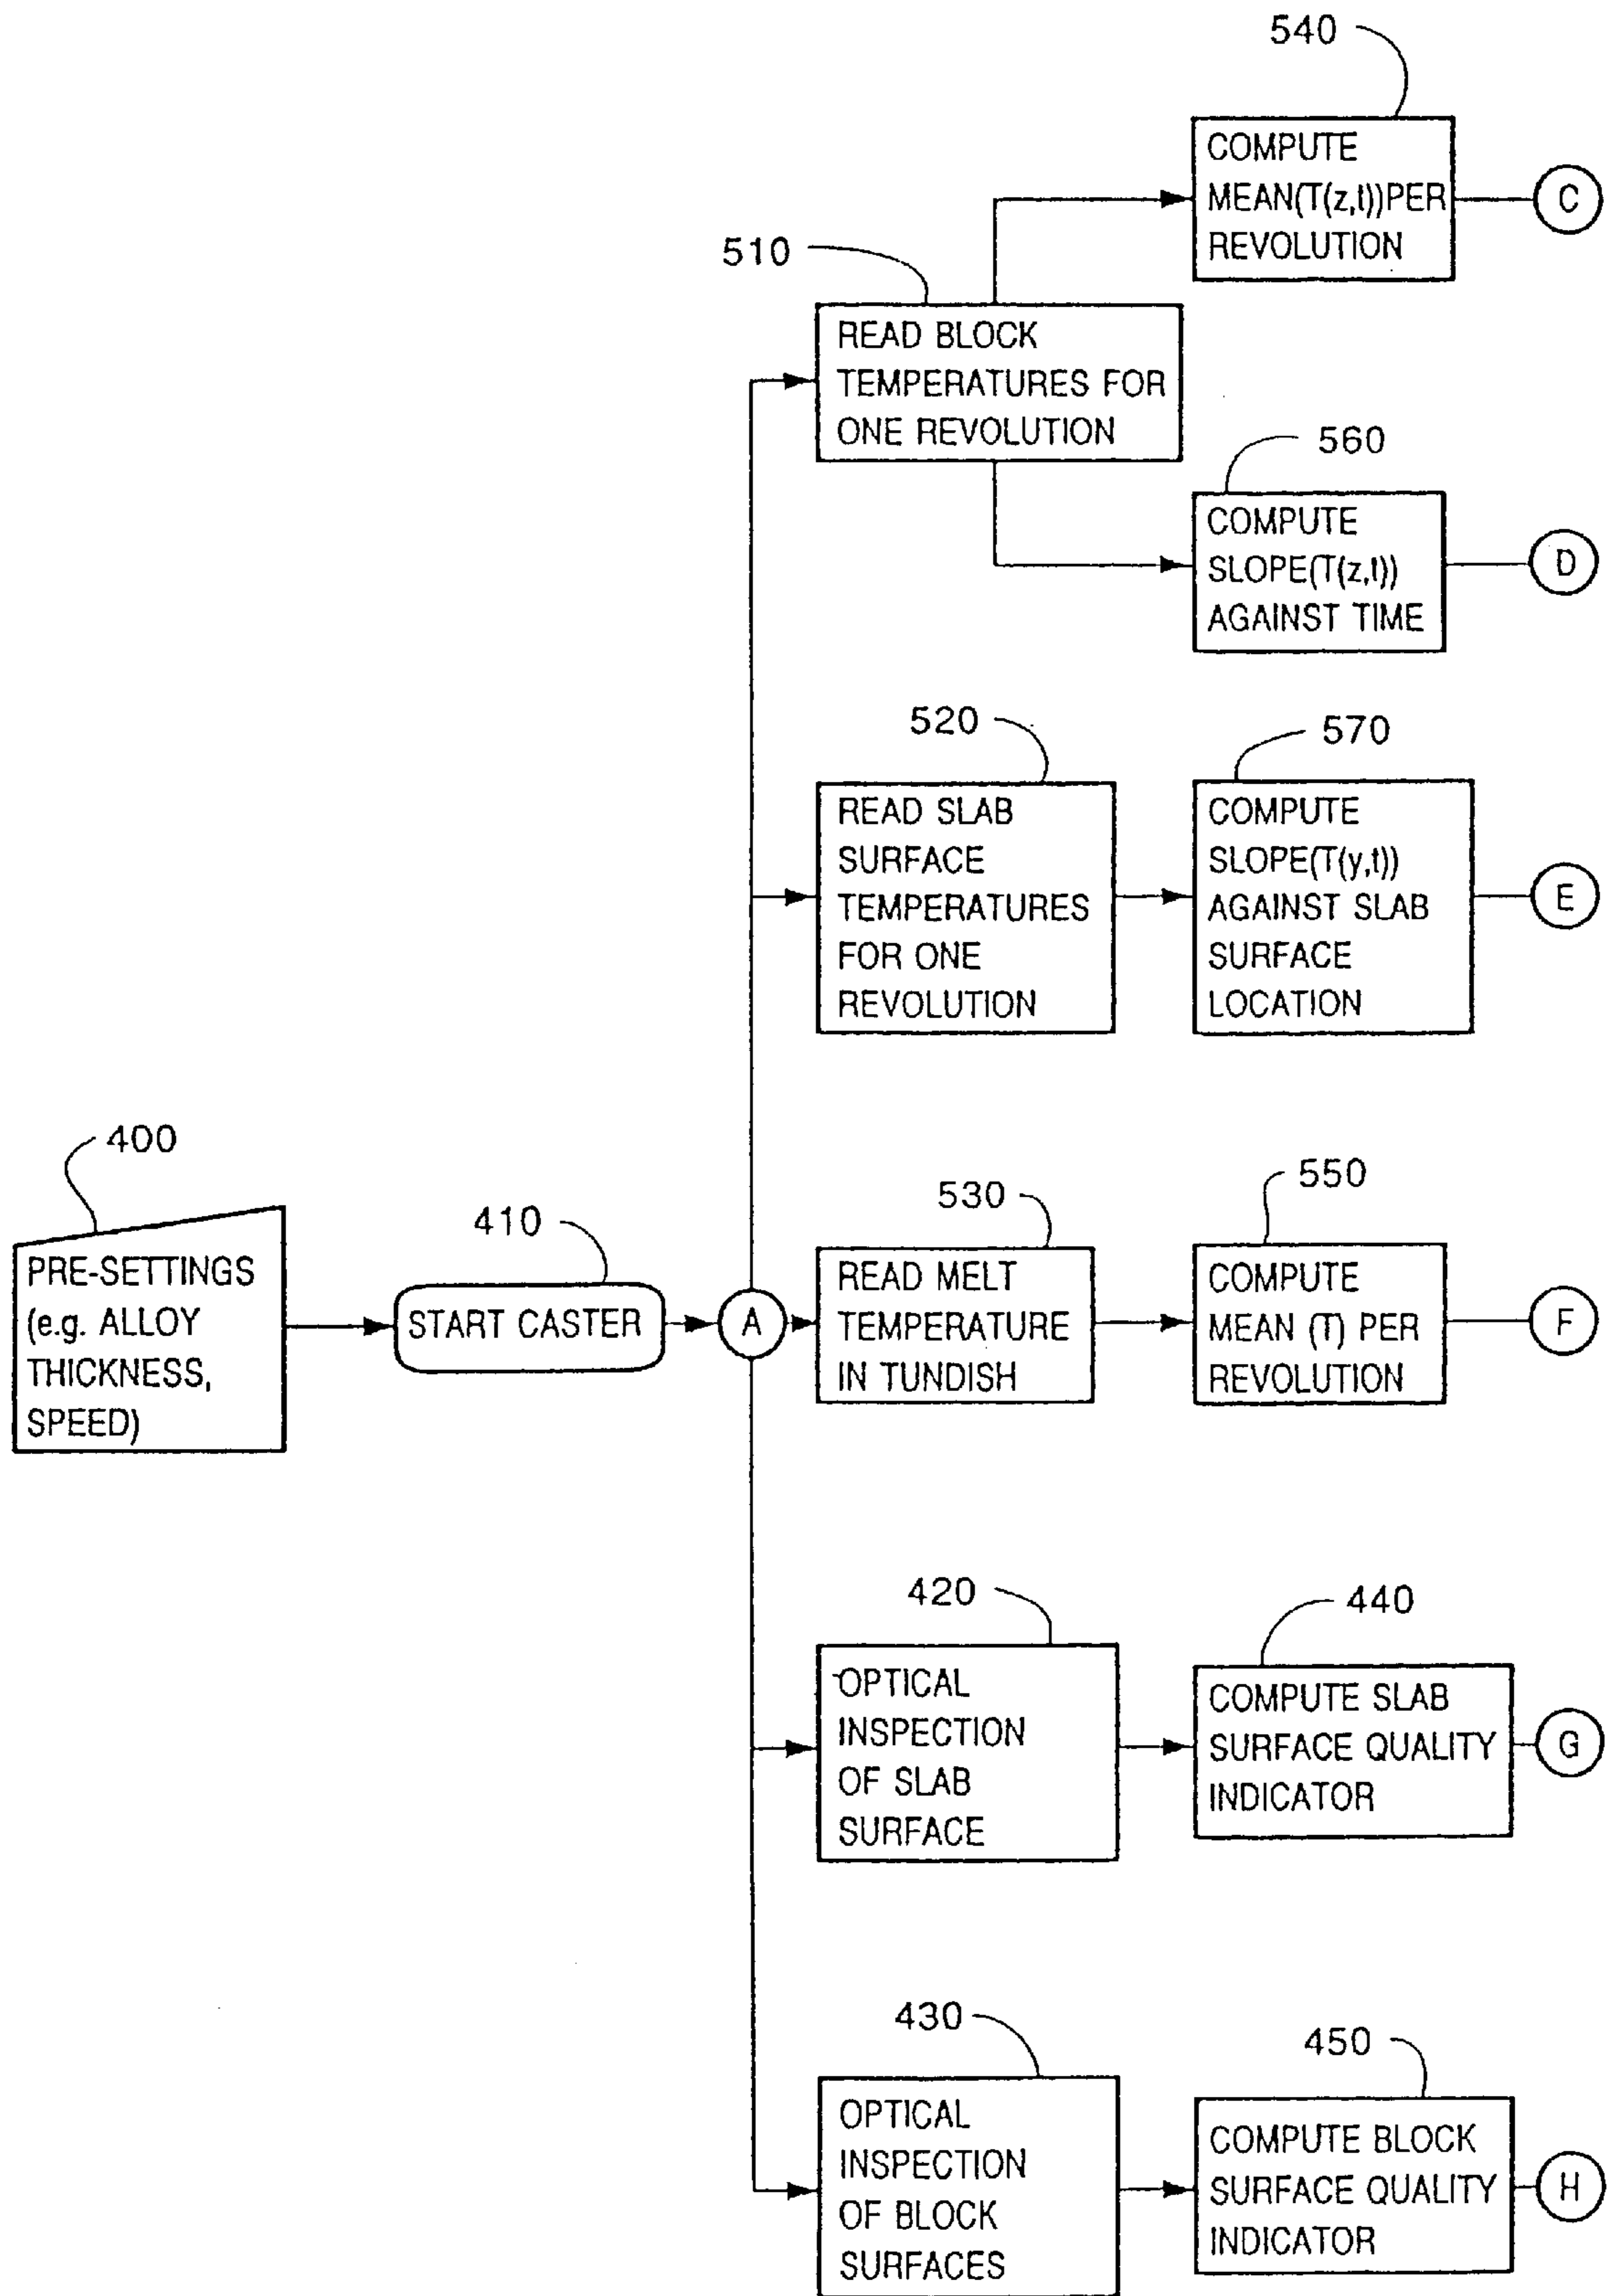 540
COMPUTE
MEAN(T(z,t))PER
REVOLUTION
C
510
READ BLOCK
TEMPERATURES FOR
ONE REVOLUTION
560
COMPUTE
SLOPE(T(z,t))
AGAINST TIME
D
520
READ SLAB
SURFACE
TEMPERATURES
FOR ONE
REVOLUTION
570
COMPUTE
SLOPE(T(y,t))
AGAINST SLAB
SURFACE
LOCATION
E
400
PRE-SETTINGS
(e.g. ALLOY
THICKNESS,
SPEED)
410
START CASTER
A
530
READ MELT
TEMPERATURE
IN TUNDISH
550
COMPUTE
MEAN (T) PER
REVOLUTION
F
420
OPTICAL
INSPECTION
OF SLAB
SURFACE
440
COMPUTE SLAB
SURFACE QUALITY
INDICATOR
G
430
OPTICAL
INSPECTION
OF BLOCK
SURFACES
450
COMPUTE BLOCK
SURFACE QUALITY
INDICATOR
H